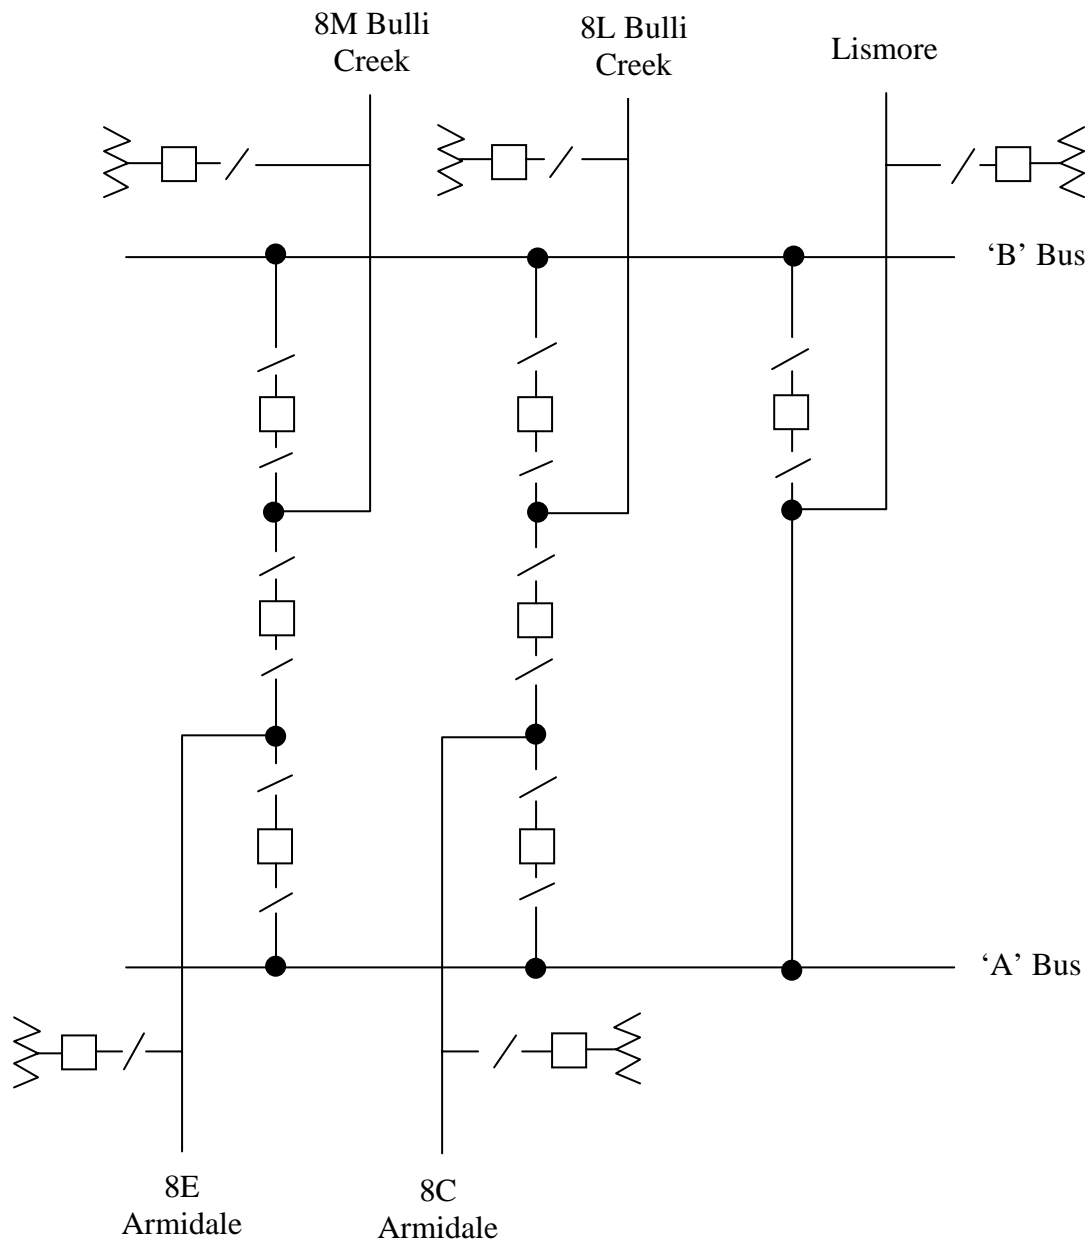 8M Bulli
Creek
8L Bulli
Creek
Lismore
‘B’ Bus
‘A’ Bus
8E
Armidale
8C
Armidale